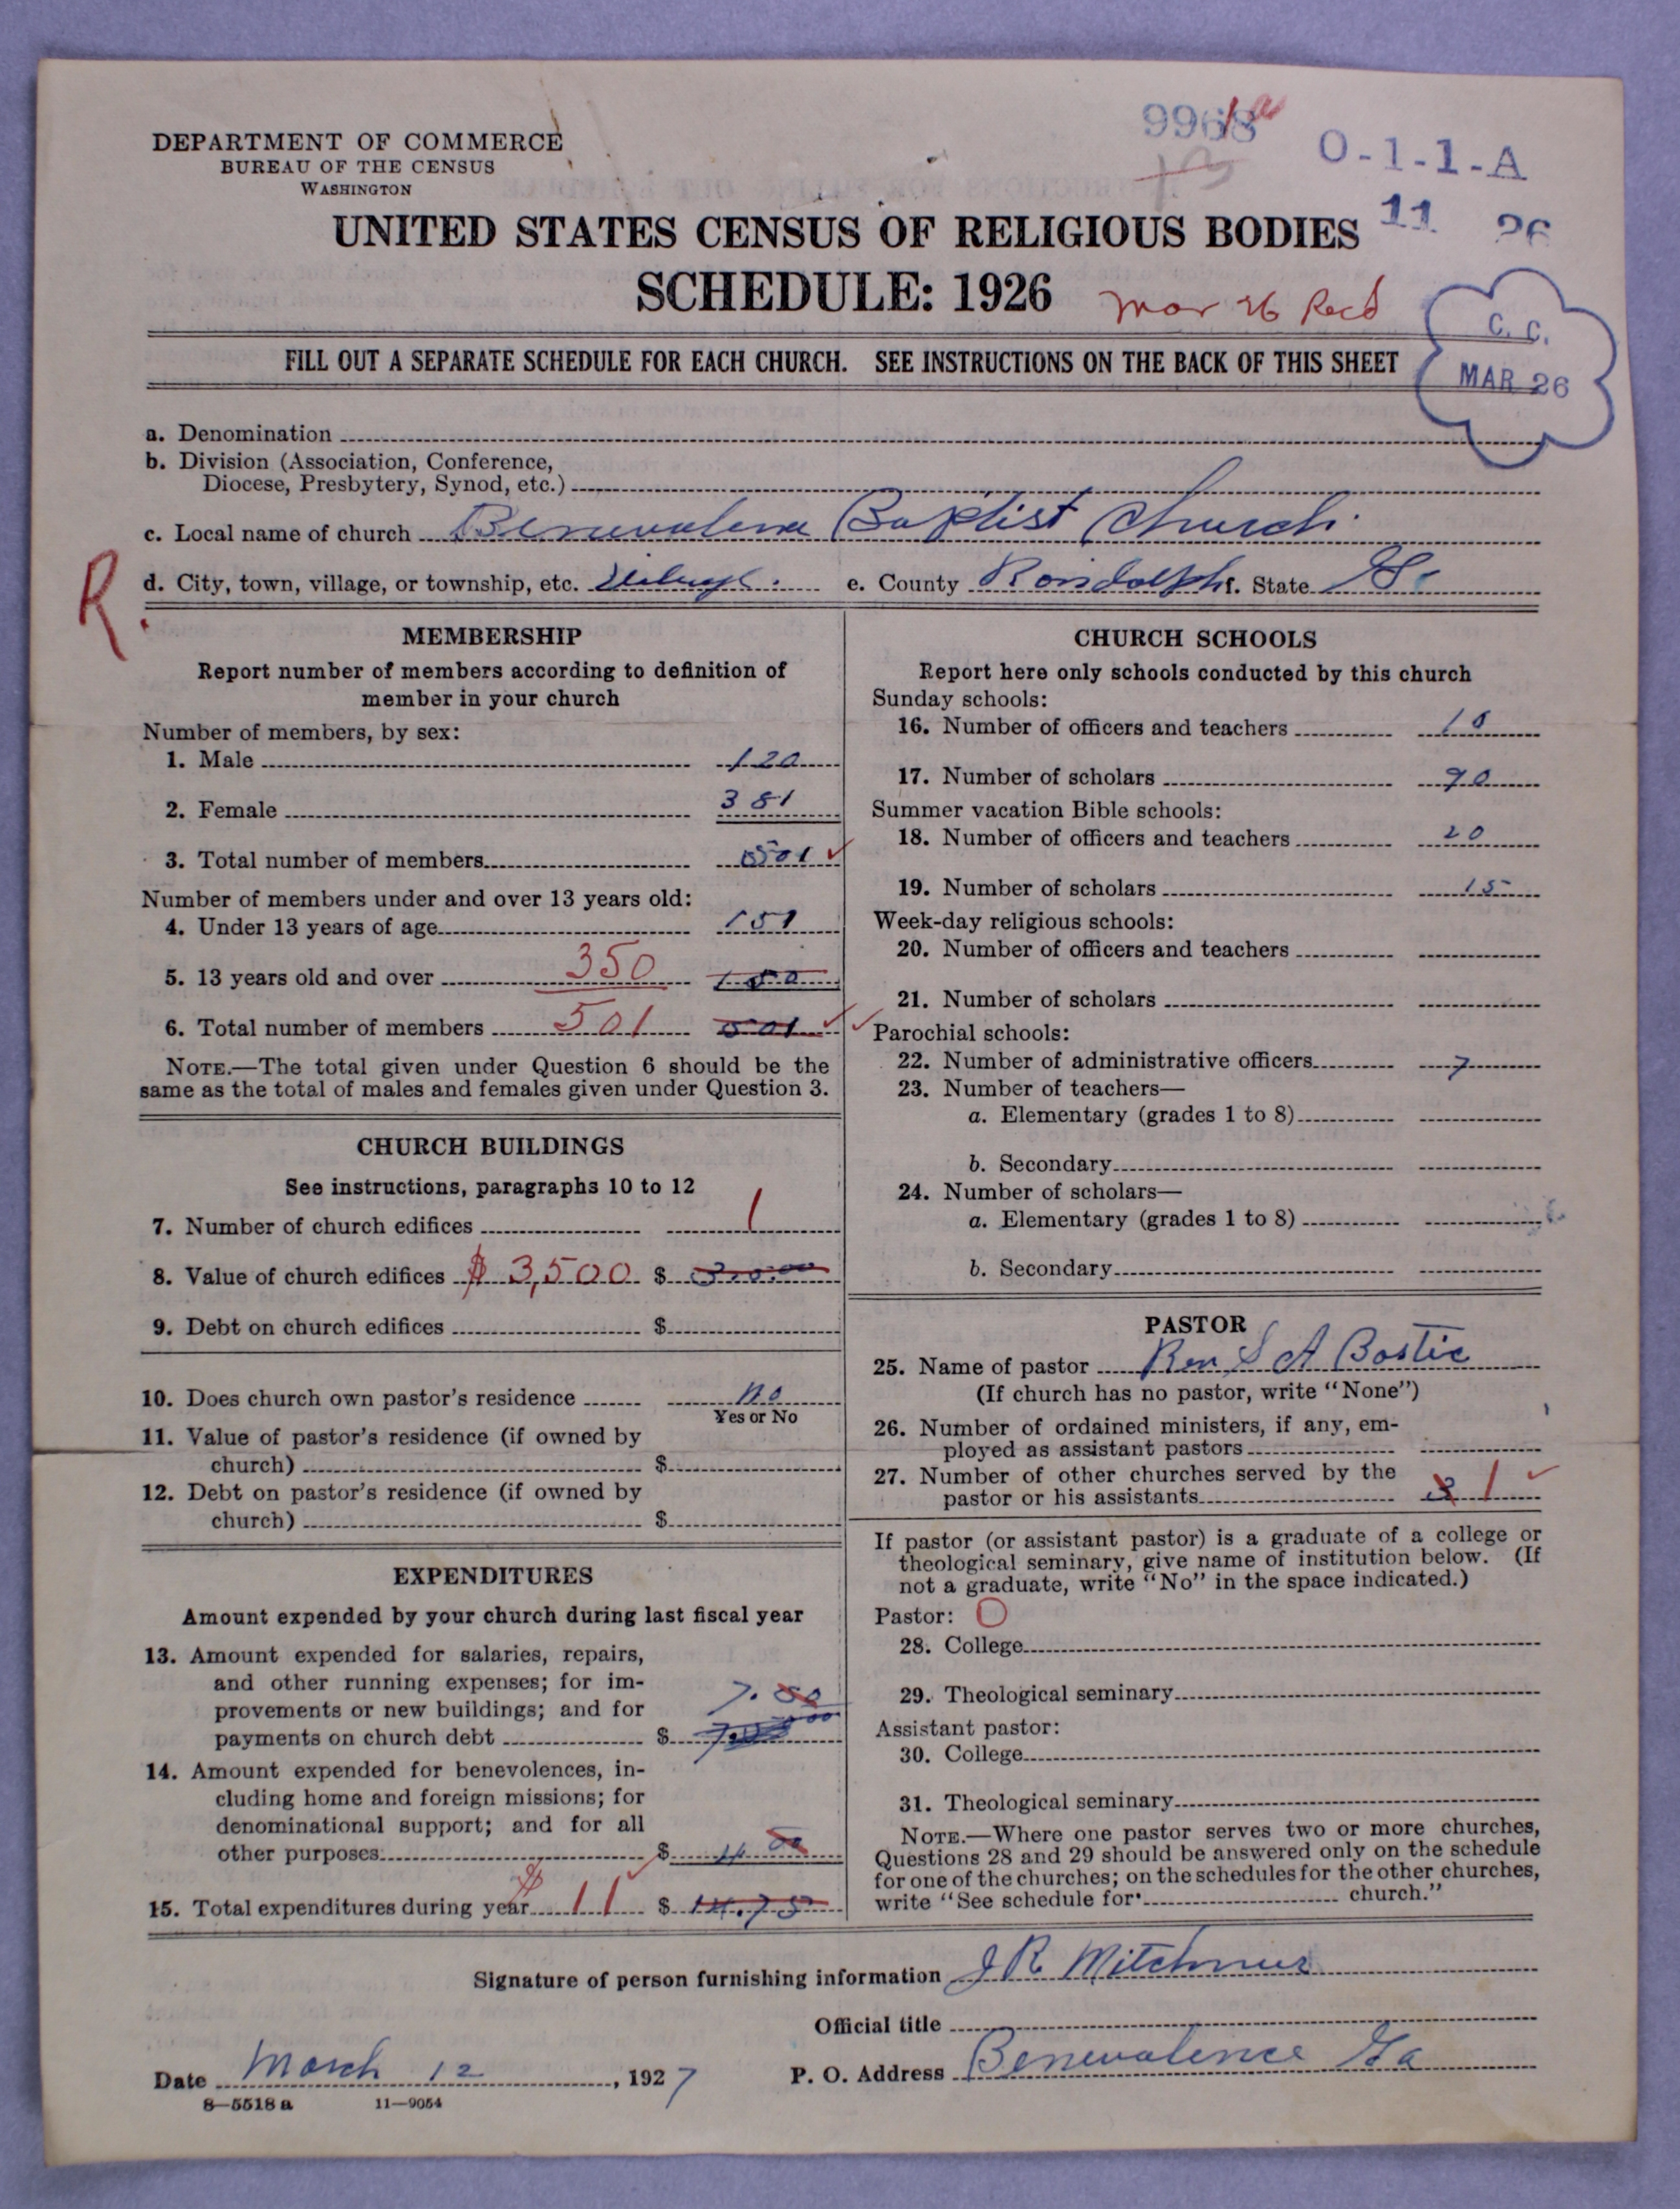 9968
O-1-1-A
DEPARTMENT OF COMMERCE
BUREAU OF THE CENSUS
WASHINGTON
11 26
UNITED STATES CENSUS OF RELIGIOUS BODIES
SCHEDULE: 1926
Mar 26 Recd
C. C.
MAR 26
FILL OUT A SEPARATE SCHEDULE FOR EACH CHURCH. SEE INSTRUCTIONS ON THE BACK OF THIS SHEET
a. Denomination
b. Division (Association, Conference,
Diocese, Presbytery, Synod, etc.)
c. Local name of church Baptist Church
R.
d. City, town, village, or township, etc. e. County Randolph f. State Ga
MEMBERSHIP
Report number of members according to definition of
member in your church
Number of members, by sex:
1. Male 120
2. Female 381
3. Total number of members 501
Number of members under and over 13 years old:
4. Under 13 years of age 151
5. 13 years old and over 350
6. Total number of members 501 501
NOTE.—The total given under Question 6 should be the
same as the total of males and females given under Question 3.
CHURCH BUILDINGS
See instructions, paragraphs 10 to 12
7. Number of church edifices 1
8. Value of church edifices $ 3,500 $
9. Debt on church edifices $
10. Does church own pastor's residence no
Yes or No
11. Value of pastor's residence (if owned by
church) $
12. Debt on pastor's residence (if owned by
church) $
EXPENDITURES
Amount expended by your church during last fiscal year
13. Amount expended for salaries, repairs,
and other running expenses; for im-
provements or new buildings; and for
7. 50
payments on church debt $
14. Amount expended for benevolences, in-
cluding home and foreign missions; for
denominational support; and for all
other purposes $ 4
15. Total expenditures during year $ 11 $
CHURCH SCHOOLS
Report here only schools conducted by this church
Sunday schools:
16. Number of officers and teachers 10
17. Number of scholars 90
Summer vacation Bible schools:
18. Number of officers and teachers 20
19. Number of scholars 15
Week-day religious schools:
20. Number of officers and teachers
21. Number of scholars
Parochial schools:
22. Number of administrative officers 7
23. Number of teachers—
a. Elementary (grades 1 to 8)
b. Secondary
24. Number of scholars—
a. Elementary (grades 1 to 8)
b. Secondary
PASTOR
25. Name of pastor Rev S A Bostic
(If church has no pastor, write "None")
26. Number of ordained ministers, if any, em-
ployed as assistant pastors
27. Number of other churches served by the
pastor or his assistants 1
If pastor (or assistant pastor) is a graduate of a college or
theological seminary, give name of institution below. (If
not a graduate, write "No" in the space indicated.)
Pastor: O
28. College
29. Theological seminary
Assistant pastor:
30. College
31. Theological seminary
NOTE.—Where one pastor serves two or more churches,
Questions 28 and 29 should be answered only on the schedule
for one of the churches; on the schedules for the other churches,
write "See schedule for church."
Signature of person furnishing information J R
Official title
Date March 12, 1927
P. O. Address Benevolence Ga
8—5518 a 11—9054